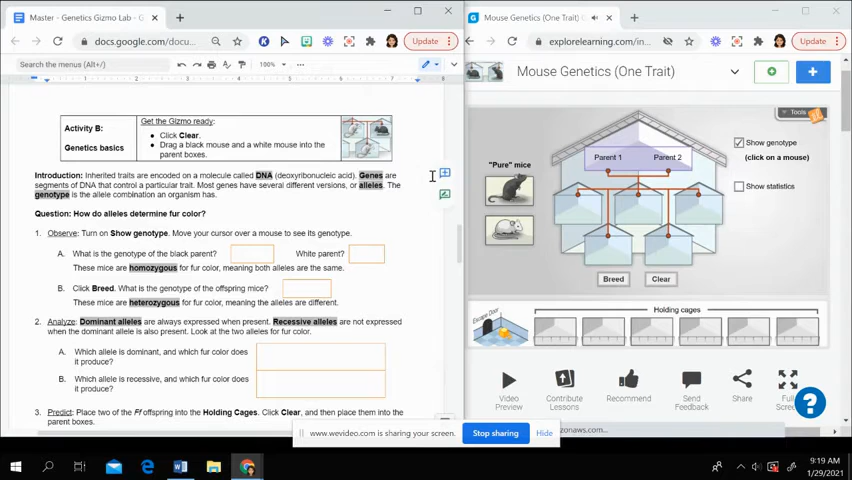 Master - Genetics Gizmo Lab -
docs.google.com/docu...
Update
Search the menus (Alt+/)
100%
Activity B:
Genetics basics
Get the Gizmo ready:
• Click Clear.
• Drag a black mouse and a white mouse into the
parent boxes.
Introduction: Inherited traits are encoded on a molecule called DNA (deoxyribonucleic acid). Genes are
segments of DNA that control a particular trait. Most genes have several different versions, or alleles. The
genotype is the allele combination an organism has.
Question: How do alleles determine fur color?
1. Observe: Turn on Show genotype. Move your cursor over a mouse to see its genotype.
A. What is the genotype of the black parent?
White parent?
These mice are homozygous for fur color, meaning both alleles are the same.
B. Click Breed. What is the genotype of the offspring mice?
These mice are heterozygous for fur color, meaning the alleles are different.
2. Analyze: Dominant alleles are always expressed when present. Recessive alleles are not expressed
when the dominant allele is also present. Look at the two alleles for fur color.
A. Which allele is dominant, and which fur color does
it produce?
B. Which allele is recessive, and which fur color does
it produce?
3. Predict: Place two of the Ff offspring into the Holding Cages. Click Clear, and then place them into the
parent boxes.
Mouse Genetics (One Trait)
explorelearning.com/in
Update
Mouse Genetics (One Trait)
Tools
Parent 1
Parent 2
"Pure" mice
Show genotype
(click on a mouse)
Show statistics
Breed
Clear
Holding cages
Escape Door
Video
Preview
Contribute
Lessons
Recommend
Send
Feedback
Share
Full
Scre
?
zonaws.com...
www.wevideo.com is sharing your screen.
Stop sharing
Hide
9:19 AM
1/29/2021